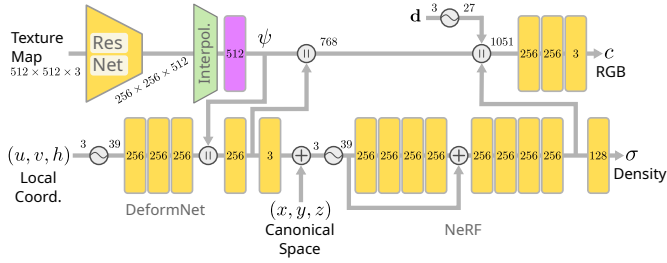 d 3 27
Texture
Map
512 × 512 × 3
Res
Net
256 × 256 × 512
Interpol.
512
ψ
768
1051
256 256 3
c
RGB
(u, v, h)
Local
Coord.
3 39
256 256 256
DeformNet
256
3
3 39
(x, y, z)
Canonical
Space
256 256 256 256
256 256 256 256
NeRF
128
σ
Density